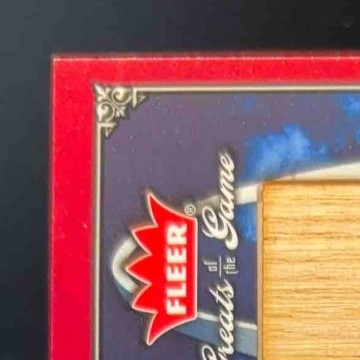 FLEER®
Greats of the Game